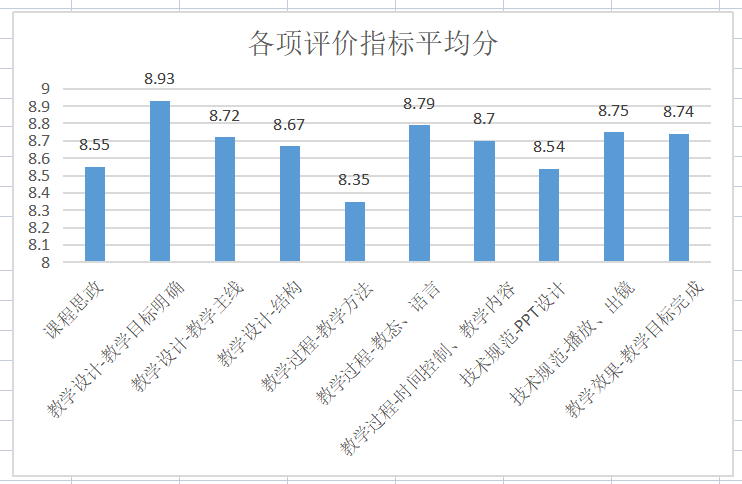 各项评价指标平均分
9
8.9
8.8
8.7
8.6
8.5
8.4
8.3
8.2
8.1
8
8.55
8.93
8.72
8.67
8.35
8.79
8.7
8.54
8.75
8.74
课程思政
教学设计-教学目标明确
教学设计-教学主线
教学设计-结构
教学过程-教学方法
教学过程-教态、语言
教学过程-时间控制、教学内容
技术规范-PPT设计
技术规范-播放、出镜
教学效果-教学目标完成